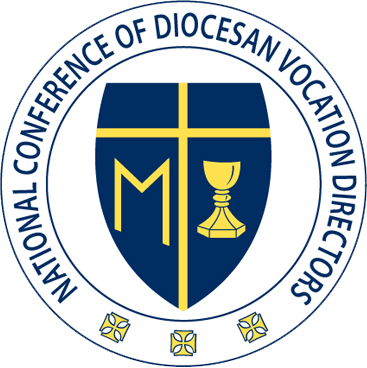 NATIONAL CONFERENCE OF DIOCESAN VOCATION DIRECTORS
M